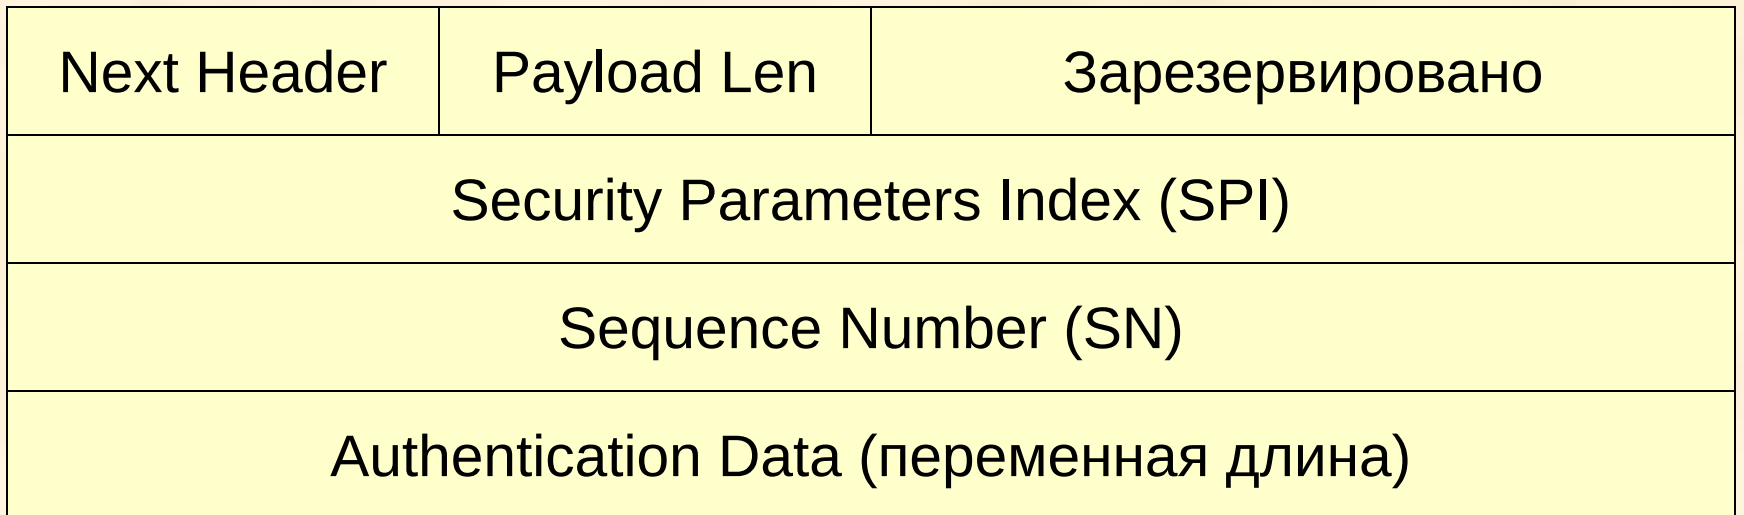 Next Header Payload Len Зарезервировано
Security Parameters Index (SPI)
Sequence Number (SN)
Authentication Data (переменная длина)